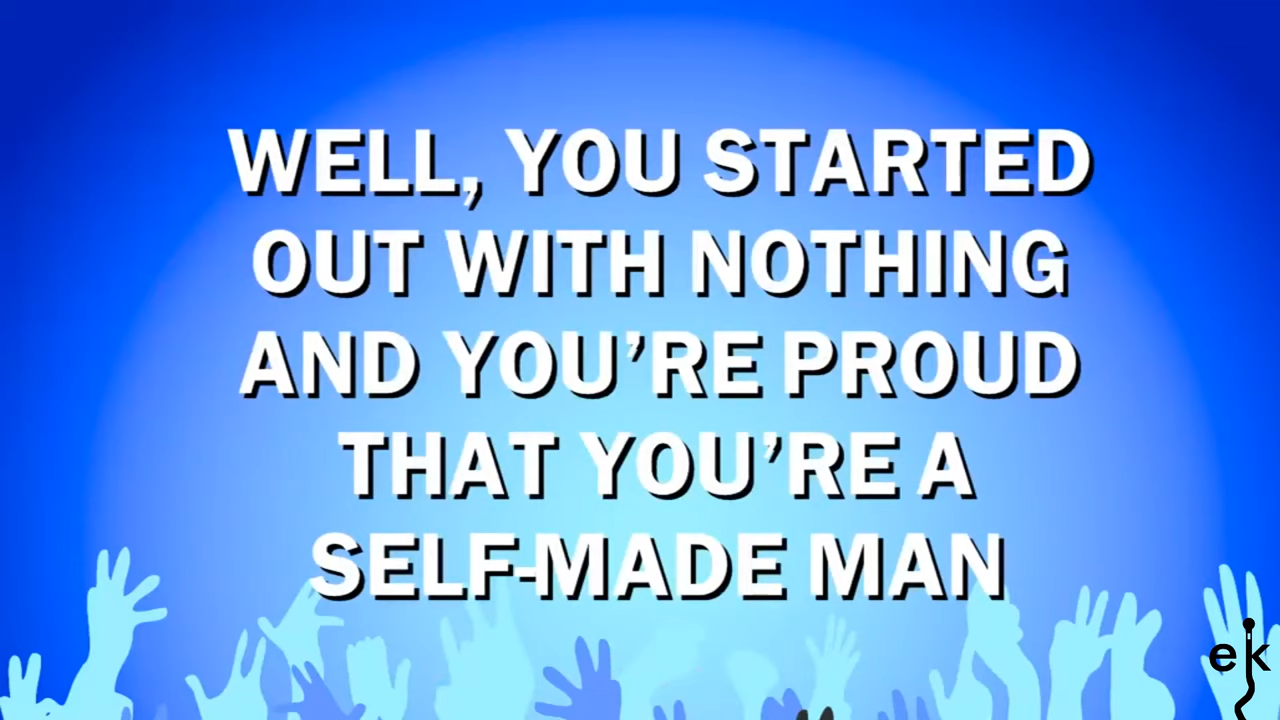 WELL, YOU STARTED
OUT WITH NOTHING
AND YOU'RE PROUD
THAT YOU'RE A
SELF-MADE MAN
ek